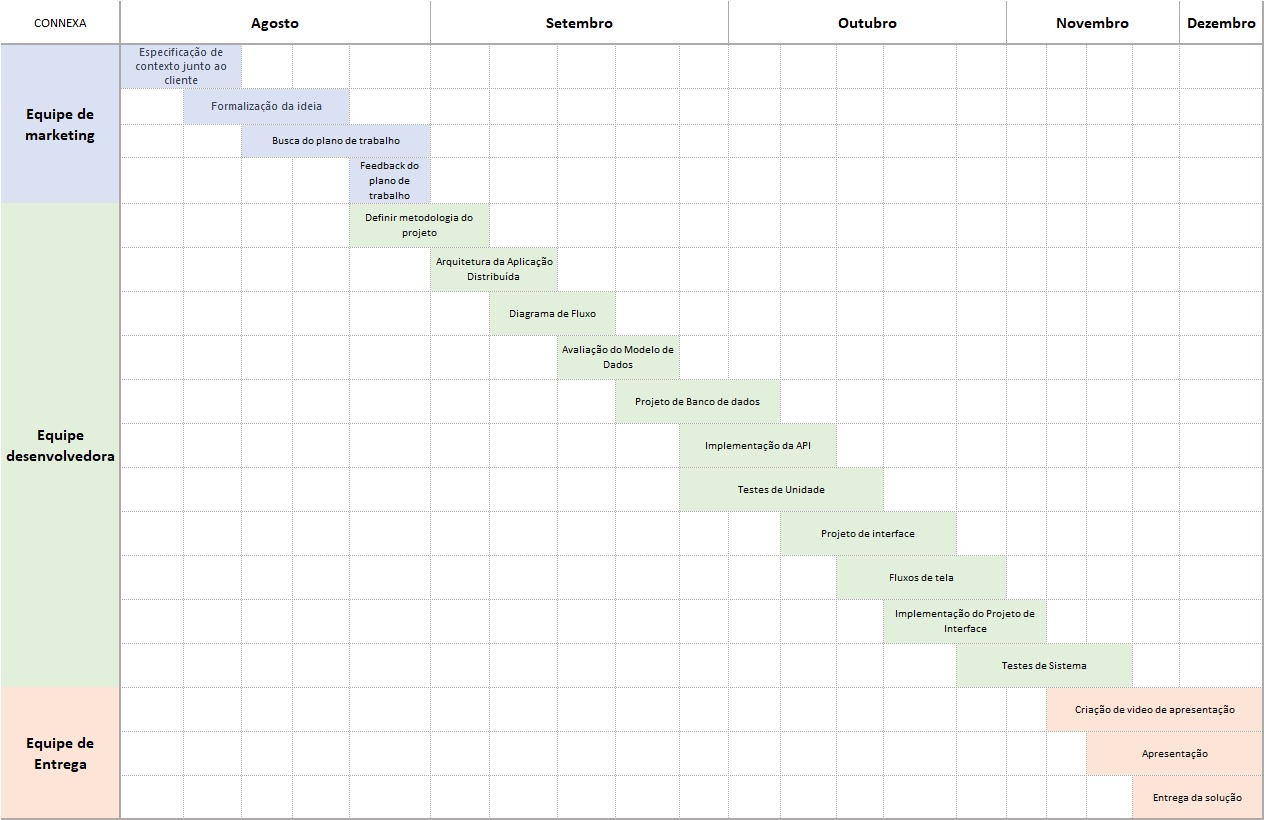 CONNEXA
Agosto
Setembro
Outubro
Novembro
Dezembro
Equipe de
marketing
Especificação de
contexto junto ao
cliente
Formalização da ideia
Busca do plano de trabalho
Feedback do
plano de
trabalho
Equipe
desenvolvedora
Definir metodologia do
projeto
Arquitetura da Aplicação
Distribuída
Diagrama de Fluxo
Avaliação do Modelo de
Dados
Projeto de Banco de dados
Implementação da API
Testes de Unidade
Projeto de interface
Fluxos de tela
Implementação do Projeto de
Interface
Testes de Sistema
Equipe de
Entrega
Criação de video de apresentação
Apresentação
Entrega da solução